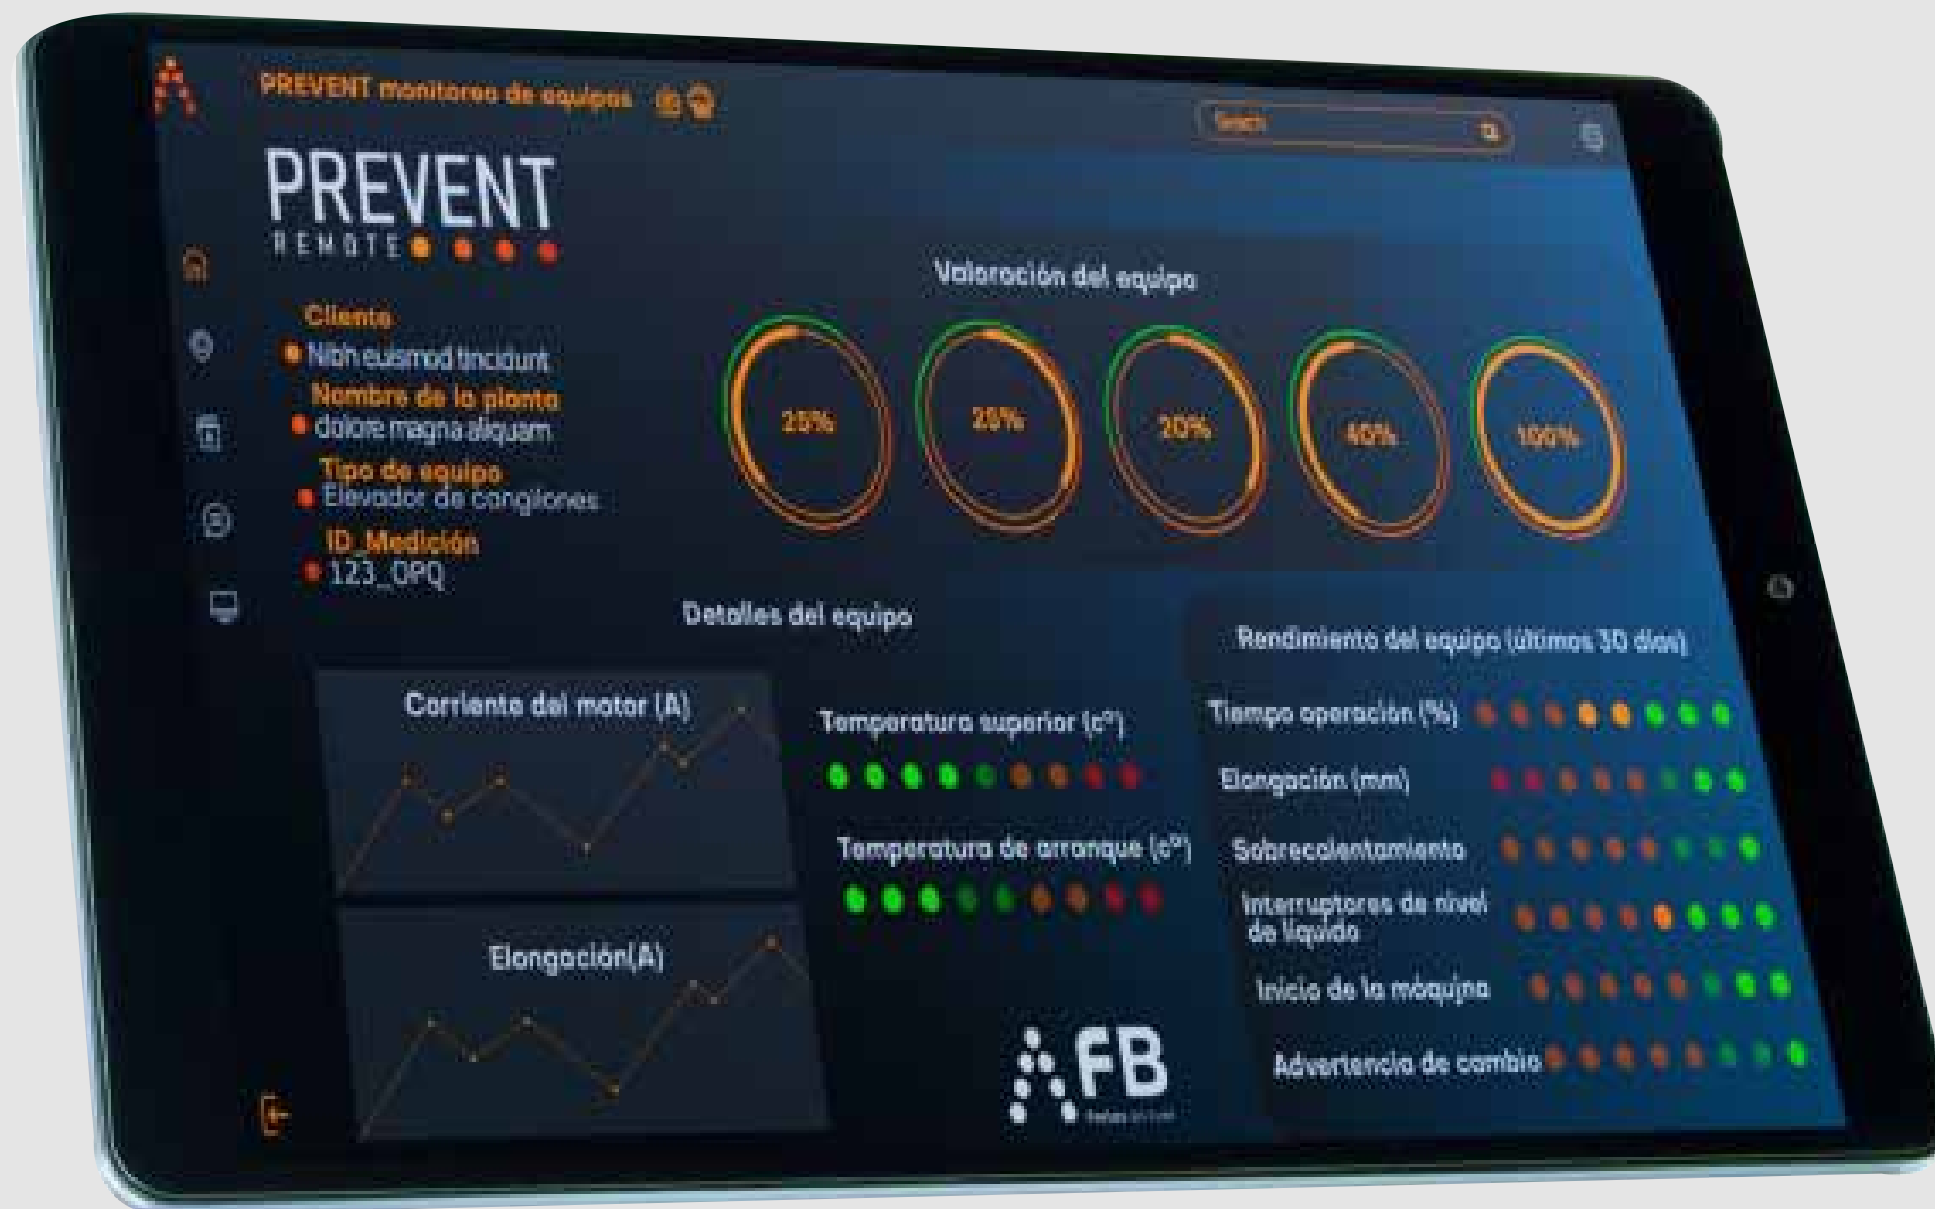 PREVENT monitoreo de equipos
Search
PREVENT
REMOTE
Cliente
Nibh euismod tincidunt
Nombre de la planta
dolore magna aliquam
Tipo de equipo
Elevador de cangilones
ID_Medición
123_OPQ
Valoración del equipo
25%
25%
20%
40%
100%
Detalles del equipo
Corriente del motor (A)
Elongación(A)
Temperatura superior (c°)
Temperatura de arranque (c°)
Rendimiento del equipo (últimos 30 días)
Tiempo operación (%)
Elongación (mm)
Sobrecalentamiento
Interruptores de nivel
de líquido
Inicio de la máquina
Advertencia de cambio
FB